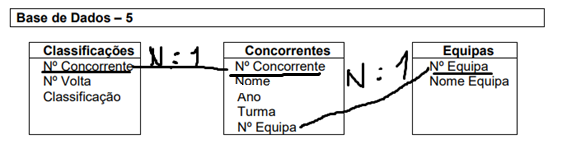 Base de Dados – 5
Classificações N:1 Concorrentes Equipas
Nº Concorrente Nº Concorrente N:1 Nº Equipa
Nº Volta Nome Nome Equipa
Classificação Ano
Turma
Nº Equipa